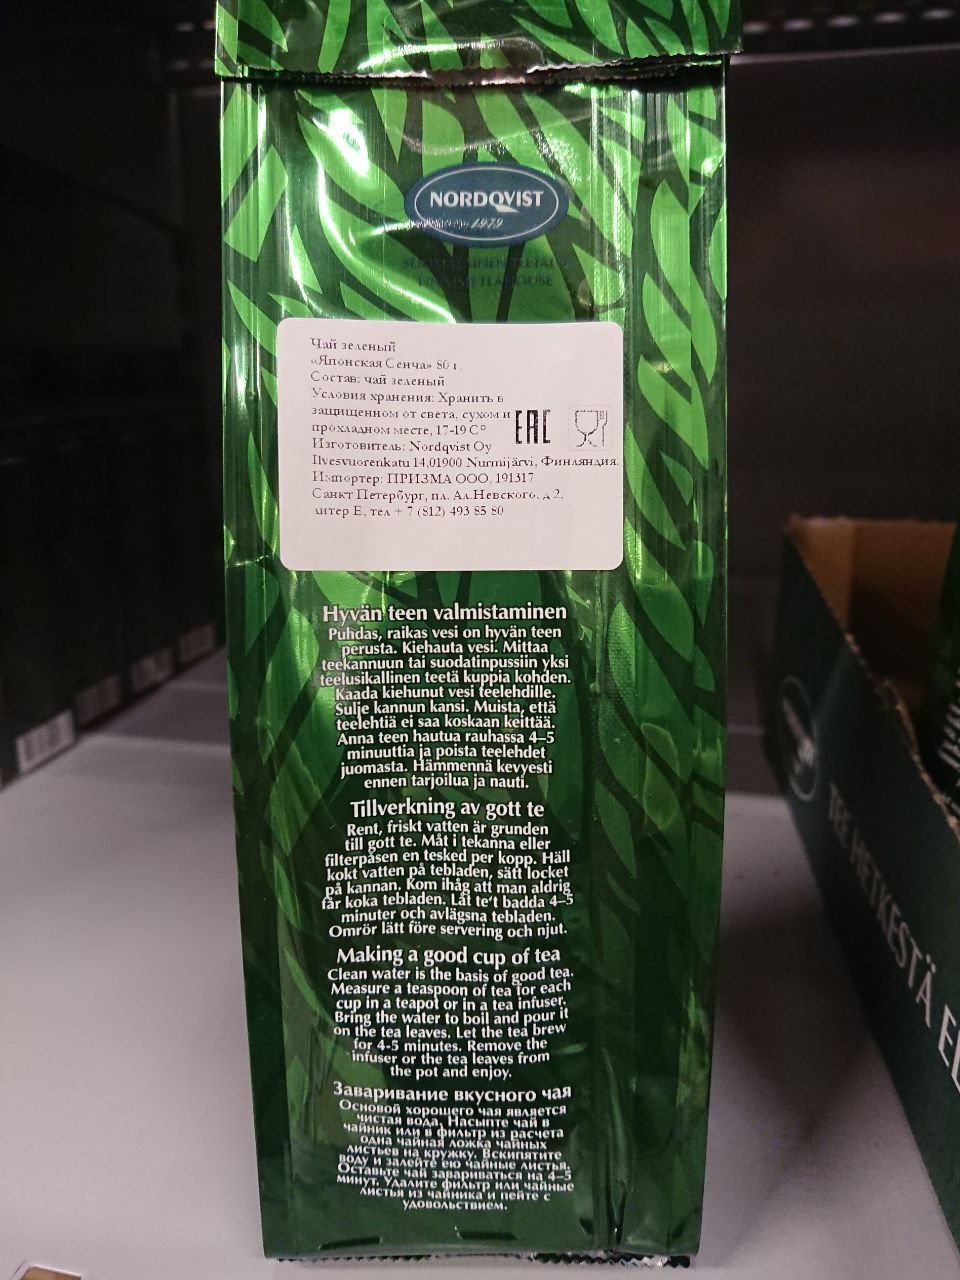 NORDQVIST
1979
SUOMALAINEN TEETALO
FINNISH TEAHOUSE
Чай зеленый
«Японская Сенча» 80 г.
Состав: чай зеленый
Условия хранения: Хранить в
защищенном от света, сухом и
прохладном месте, 17-19 С°
EAC
Изготовитель: Nordqvist Oy
Ilvesvuorenkatu 14,01900 Nurmijärvi, Финляндия.
Импортер: ПРИЗМА ООО, 191317
Санкт Петербург, пл. Ал.Невского, д 2,
литер Е, тел + 7 (812) 493 85 80
Hyvän teen valmistaminen
Puhdas, raikas vesi on hyvän teen
perusta. Kiehauta vesi. Mittaa
teekannuun tai suodatinpussiin yksi
teelusikallinen teetä kuppia kohden.
Kaada kiehunut vesi teelehdille.
Sulje kannun kansi. Muista, että
teelehtiä ei saa koskaan keittää.
Anna teen hautua rauhassa 4–5
minuuttia ja poista teelehdet
juomasta. Hämmennä kevyesti
ennen tarjoilua ja nauti.
Tillverkning av gott te
Rent, friskt vatten är grunden
till gott te. Mät i tekanna eller
filterpåsen en tesked per kopp. Häll
kokt vatten på tebladen, sätt locket
på kannan. Kom ihåg att man aldrig
får koka tebladen. Låt te't badda 4–5
minuter och avlägsna tebladen.
Omrör lätt före servering och njut.
Making a good cup of tea
Clean water is the basis of good tea.
Measure a teaspoon of tea for each
cup in a teapot or in a tea infuser.
Bring the water to boil and pour it
on the tea leaves. Let the tea brew
for 4-5 minutes. Remove the
infuser or the tea leaves from
the pot and enjoy.
Заваривание вкусного чая
Основой хорошего чая является
чистая вода. Насыпте чай в
чайник или в фильтр из расчета
одна чайная ложка чайных
листьев на кружку. Вскипятите
воду и залейте ею чайные листья.
Оставьте чай завариваться на 4–5
минут. Удалите фильтр или чайные
листья из чайника и пейте с
удовольствием.
TEE HETKESTÄ